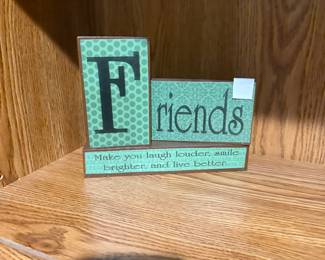 Friends
Make you laugh louder, smile
brighter, and live better.